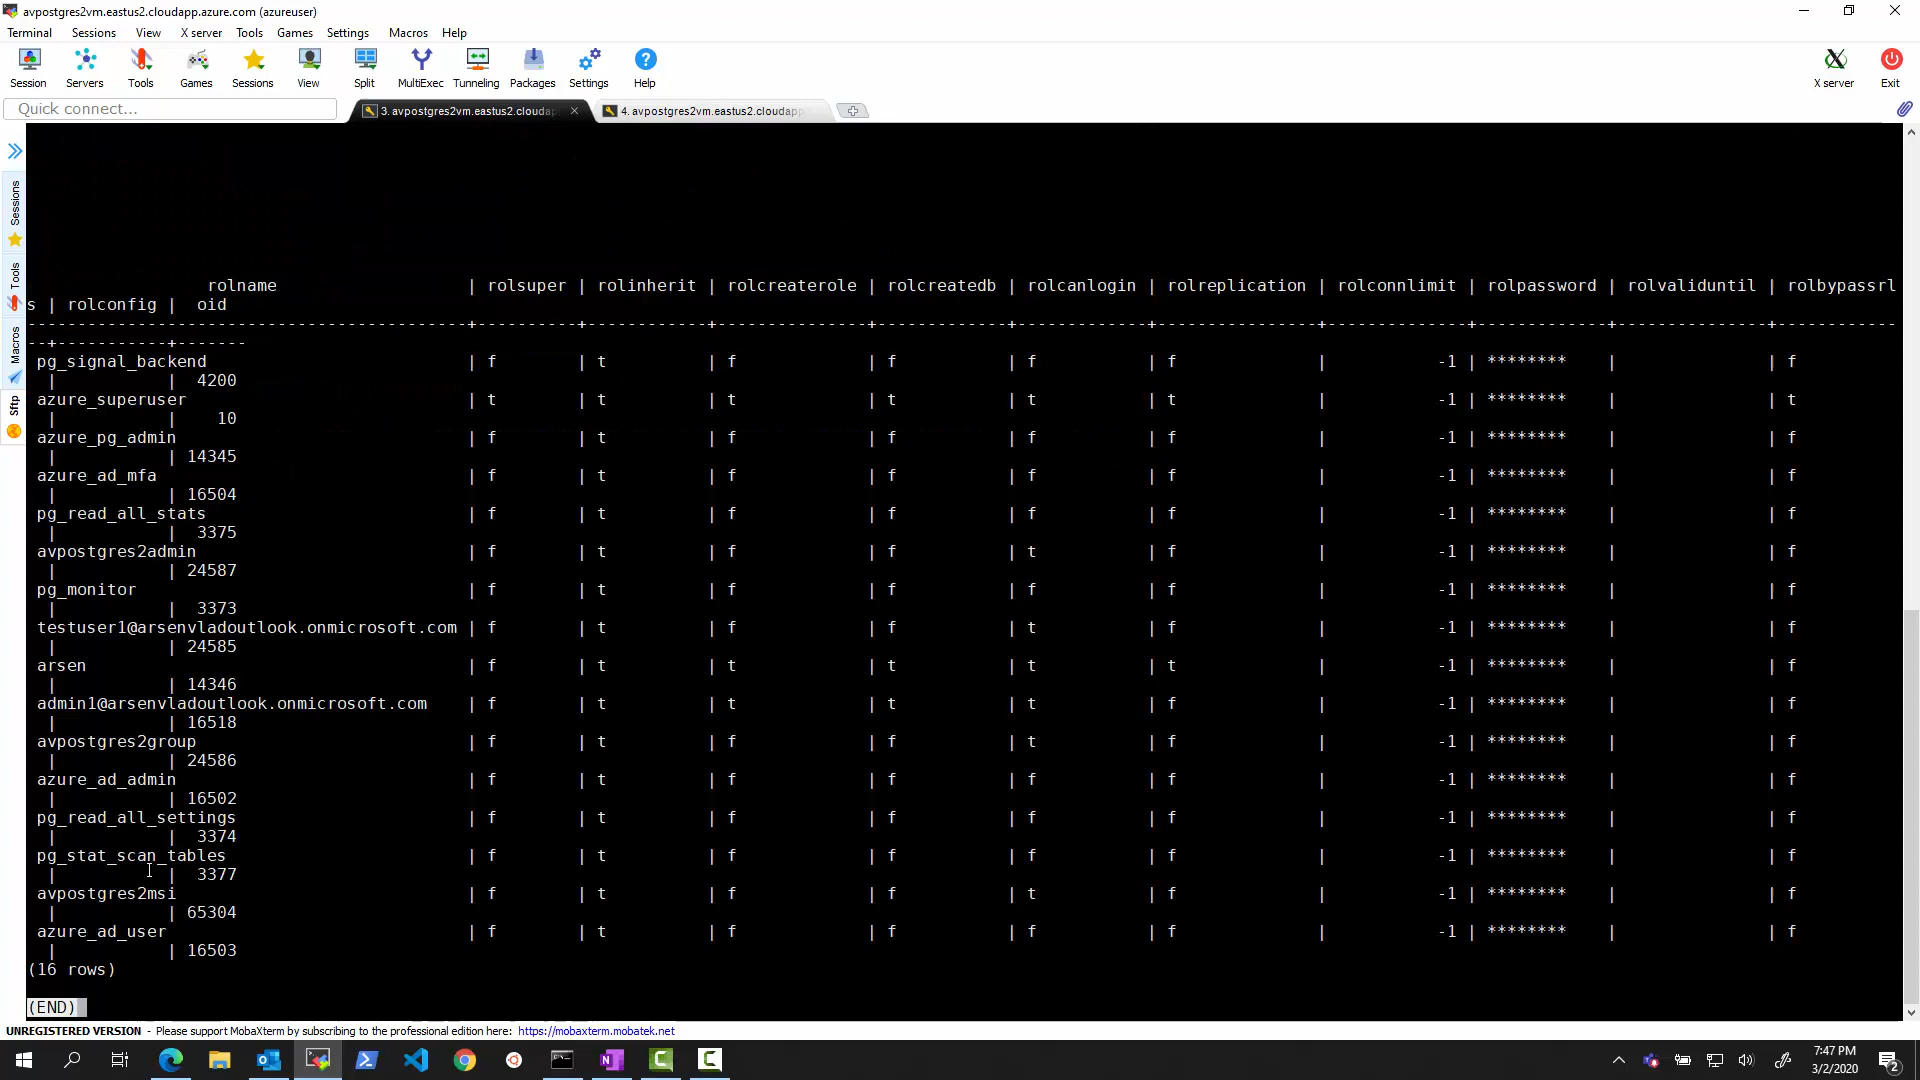 avpostgres2vm.eastus2.cloudapp.azure.com (azureuser)
Terminal Sessions View X server Tools Games Settings Macros Help
Session Servers Tools Games Sessions View Split MultiExec Tunneling Packages Settings Help X server Exit
Quick connect... 3. avpostgres2vm.eastus2.cloudap 4. avpostgres2vm.eastus2.cloudapp
Sessions
Tools
Macros
Sftp
rolname | rolsuper | rolinherit | rolcreaterole | rolcreatedb | rolcanlogin | rolreplication | rolconnlimit | rolpassword | rolvaliduntil | rolbypassrl
s | rolconfig | oid
--------------------------------------------+----------+------------+---------------+-------------+-------------+----------------+--------------+-------------+---------------+------------
--+-----------+-------
pg_signal_backend | f | t | f | f | f | f | -1 | ******** | | f
| | 4200
azure_superuser | t | t | t | t | t | t | -1 | ******** | | t
| | 10
azure_pg_admin | f | t | f | f | f | f | -1 | ******** | | f
| | 14345
azure_ad_mfa | f | t | f | f | f | f | -1 | ******** | | f
| | 16504
pg_read_all_stats | f | t | f | f | f | f | -1 | ******** | | f
| | 3375
avpostgres2admin | f | t | f | f | t | f | -1 | ******** | | f
| | 24587
pg_monitor | f | t | f | f | f | f | -1 | ******** | | f
| | 3373
testuser1@arsenvladoutlook.onmicrosoft.com | f | t | f | f | t | f | -1 | ******** | | f
| | 24585
arsen | f | t | t | t | t | t | -1 | ******** | | f
| | 14346
admin1@arsenvladoutlook.onmicrosoft.com | f | t | t | t | t | f | -1 | ******** | | f
| | 16518
avpostgres2group | f | t | f | f | t | f | -1 | ******** | | f
| | 24586
azure_ad_admin | f | t | f | f | f | f | -1 | ******** | | f
| | 16502
pg_read_all_settings | f | t | f | f | f | f | -1 | ******** | | f
| | 3374
pg_stat_scan_tables | f | t | f | f | f | f | -1 | ******** | | f
| | 3377
avpostgres2msi | f | t | f | f | t | f | -1 | ******** | | f
| | 65304
azure_ad_user | f | t | f | f | f | f | -1 | ******** | | f
| | 16503
(16 rows)
(END)
UNREGISTERED VERSION - Please support MobaXterm by subscribing to the professional edition here: https://mobaxterm.mobatek.net
7:47 PM
3/2/2020
2